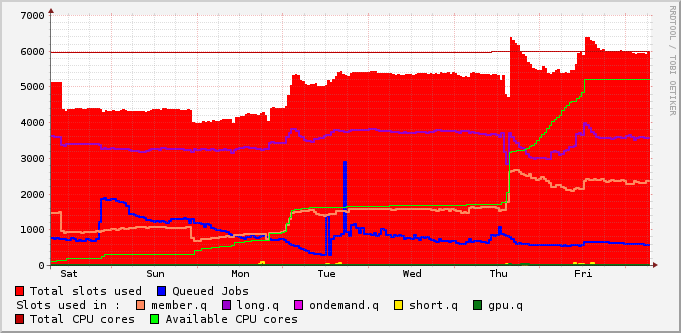 7000
6000
5000
4000
3000
2000
1000
0
Sat Sun Mon Tue Wed Thu Fri
Total slots used Queued Jobs
Slots used in : member.q long.q ondemand.q short.q gpu.q
Total CPU cores Available CPU cores
RRDTOOL / TOBI OETIKER